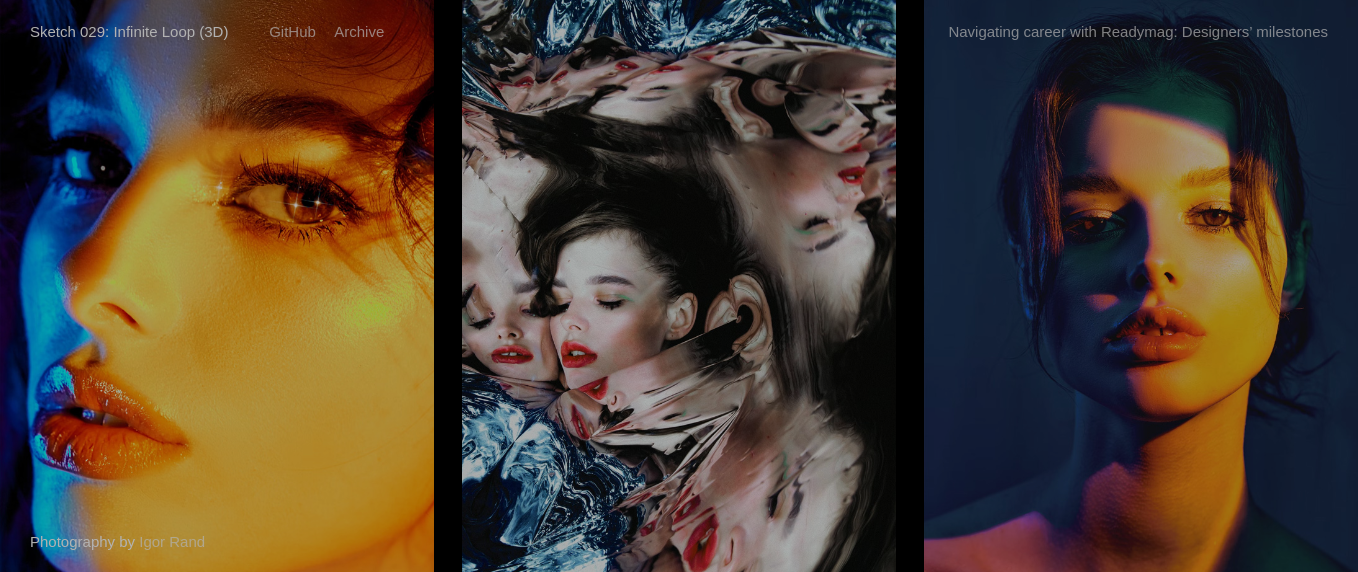 Sketch 029: Infinite Loop (3D)
GitHub
Archive
Navigating career with Readymag: Designers’ milestones
Photography by Igor Rand